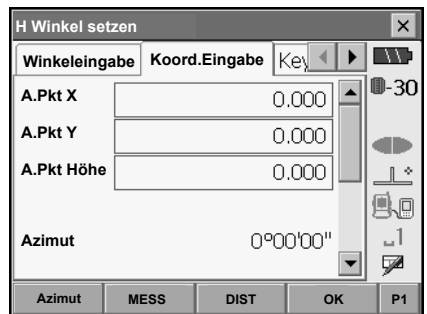 H Winkel setzen
Winkeleingabe Koord.Eingabe Key
A.Pkt X 0.000
-30
A.Pkt Y 0.000
A.Pkt Höhe 0.000
Azimut 0°00'00"
1
Azimut MESS DIST OK P1